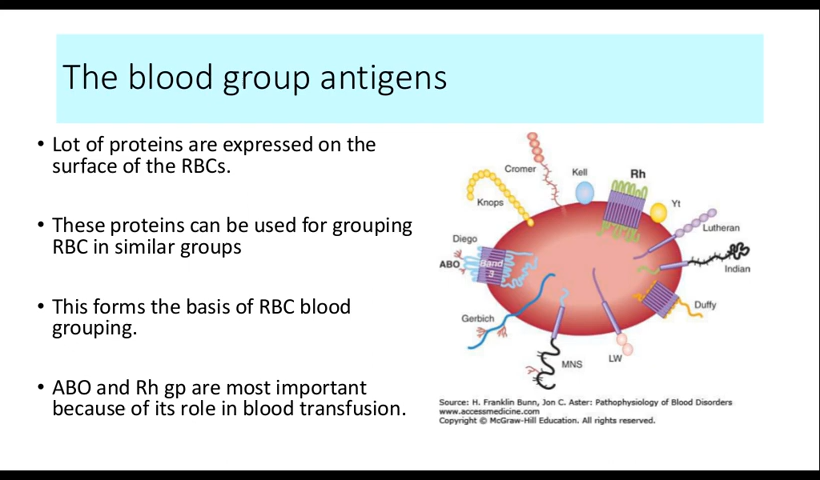 The blood group antigens
• Lot of proteins are expressed on the
surface of the RBCs.
• These proteins can be used for grouping
RBC in similar groups
• This forms the basis of RBC blood
grouping.
• ABO and Rh gp are most important
because of its role in blood transfusion.
Cromer
Kell
Rh
Knops
Yt
Lutheran
Diego
ABO
Band
3
Indian
Duffy
Gerbich
MNS
LW
Source: H. Franklin Bunn, Jon C. Aster: Pathophysiology of Blood Disorders
www.accessmedicine.com
Copyright © McGraw-Hill Education. All rights reserved.